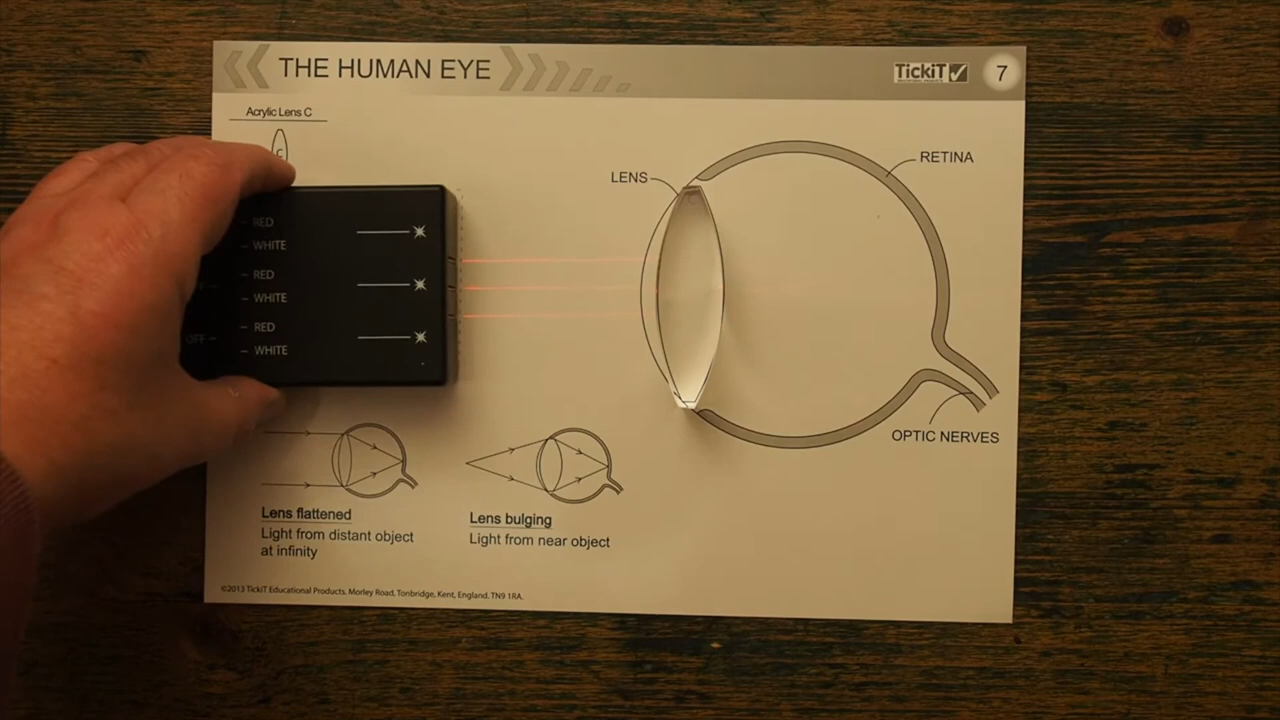 THE HUMAN EYE
TickiT
7
Acrylic Lens C
C
RED
WHITE
RED
WHITE
OFF
RED
WHITE
LENS
RETINA
OPTIC NERVES
Lens flattened
Light from distant object
at infinity
Lens bulging
Light from near object
©2013 TickiT Educational Products. Morley Road, Tonbridge, Kent, England. TN9 1RA.